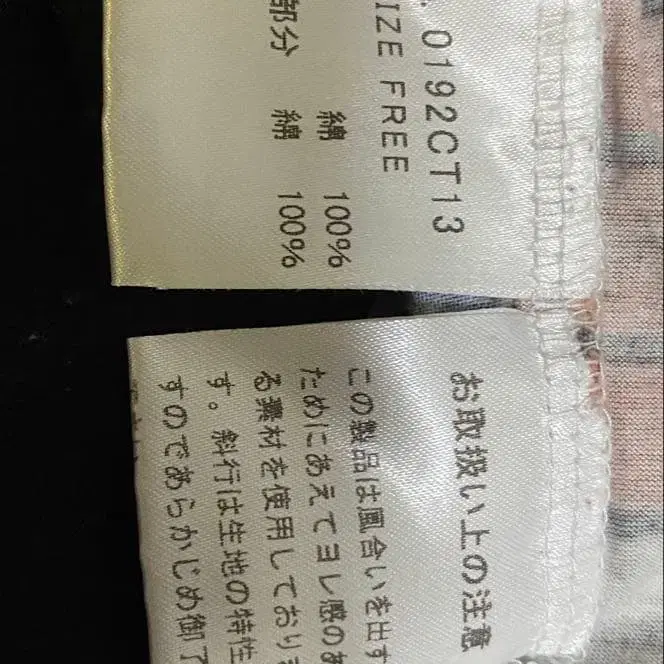 . 0192CT13
IZE FREE
綿 100%
部分 綿 100%
お取扱い上の注意
この製品は風合いを出す
ためにあえてヨレ感のあ
る素材を使用しており
す。斜行は生地の特性
すのであらかじめ御了